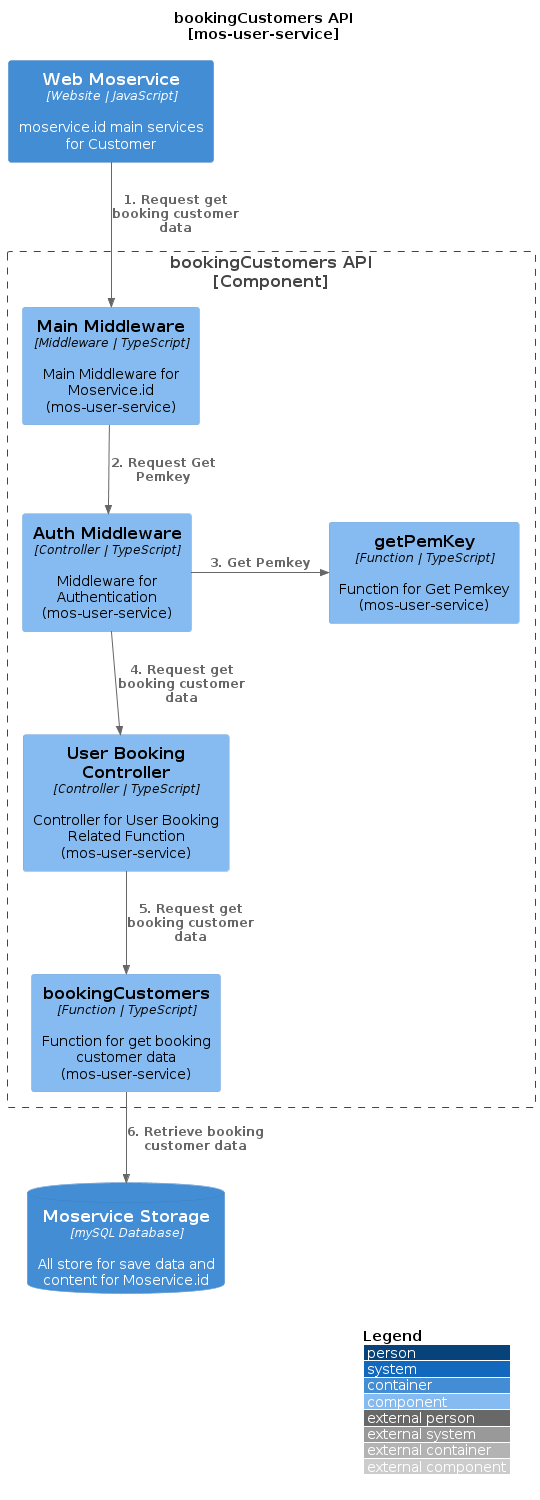 bookingCustomers API
[mos-user-service]
Web Moservice
[Website | JavaScript]
moservice.id main services
for Customer
1. Request get
booking customer
data
bookingCustomers API
[Component]
Main Middleware
[Middleware | TypeScript]
Main Middleware for
Moservice.id
(mos-user-service)
2. Request Get
Pemkey
Auth Middleware
[Controller | TypeScript]
Middleware for
Authentication
(mos-user-service)
3. Get Pemkey
getPemKey
[Function | TypeScript]
Function for Get Pemkey
(mos-user-service)
4. Request get
booking customer
data
User Booking
Controller
[Controller | TypeScript]
Controller for User Booking
Related Function
(mos-user-service)
5. Request get
booking customer
data
bookingCustomers
[Function | TypeScript]
Function for get booking
customer data
(mos-user-service)
6. Retrieve booking
customer data
Moservice Storage
[mySQL Database]
All store for save data and
content for Moservice.id
Legend
person
system
container
component
external person
external system
external container
external component